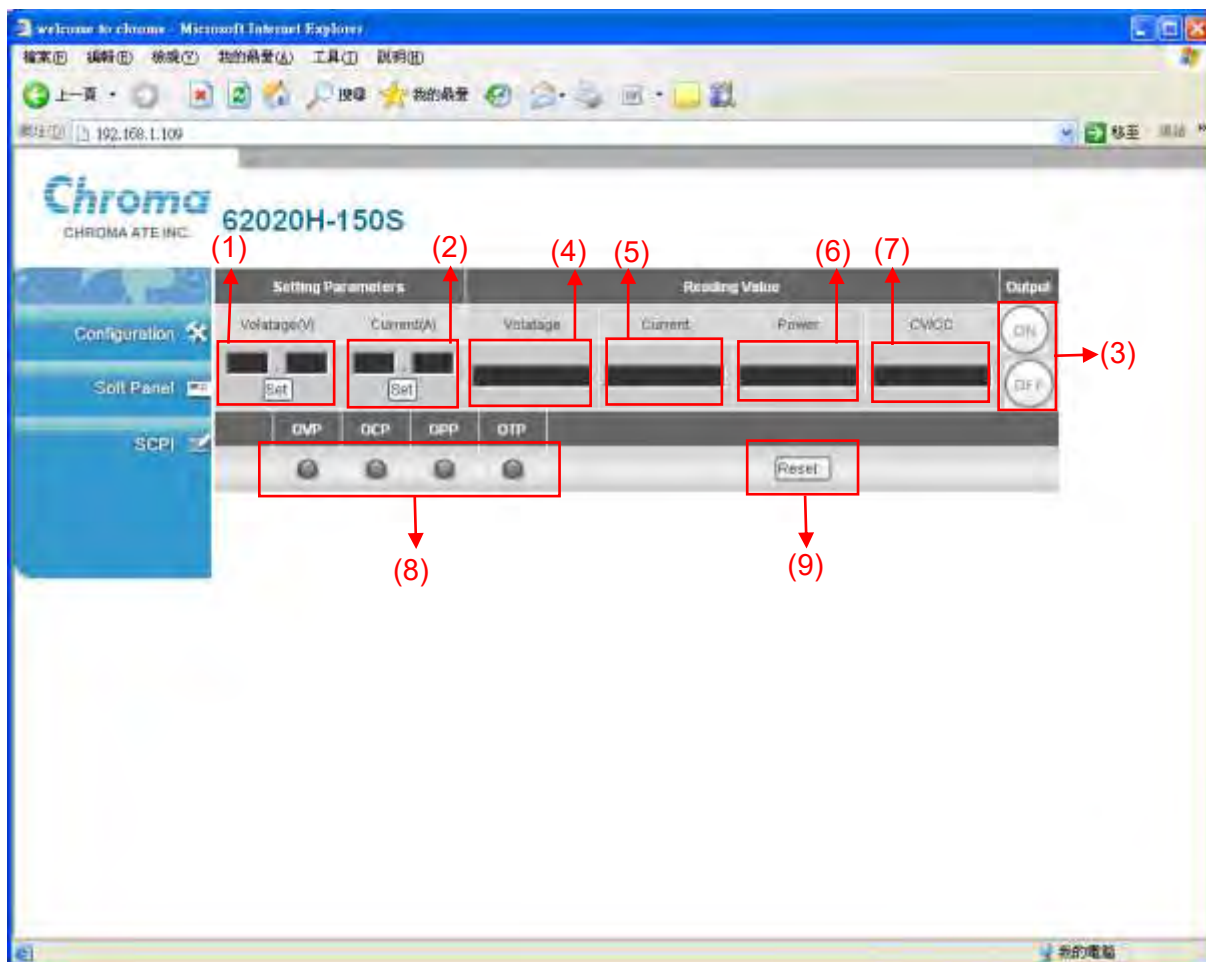 welcome to chroma - Microsoft Internet Explorer
檔案(F) 編輯(E) 檢視(V) 我的最愛(A) 工具(T) 說明(H)
上一頁 搜尋 我的最愛
網址(D) 192.168.1.109 移至 連結 »
Chroma
CHROMA ATE INC.
62020H-150S
(1) (2) (4) (5) (6) (7)
Setting Parameters Reading Value Output
Configuration
Volatage(V) Current(A) Volatage Current Power CV/CC ON
(3)
Soft Panel
Set Set OFF
SCPI
OVP OCP OPP OTP
Reset
(8) (9)
我的電腦